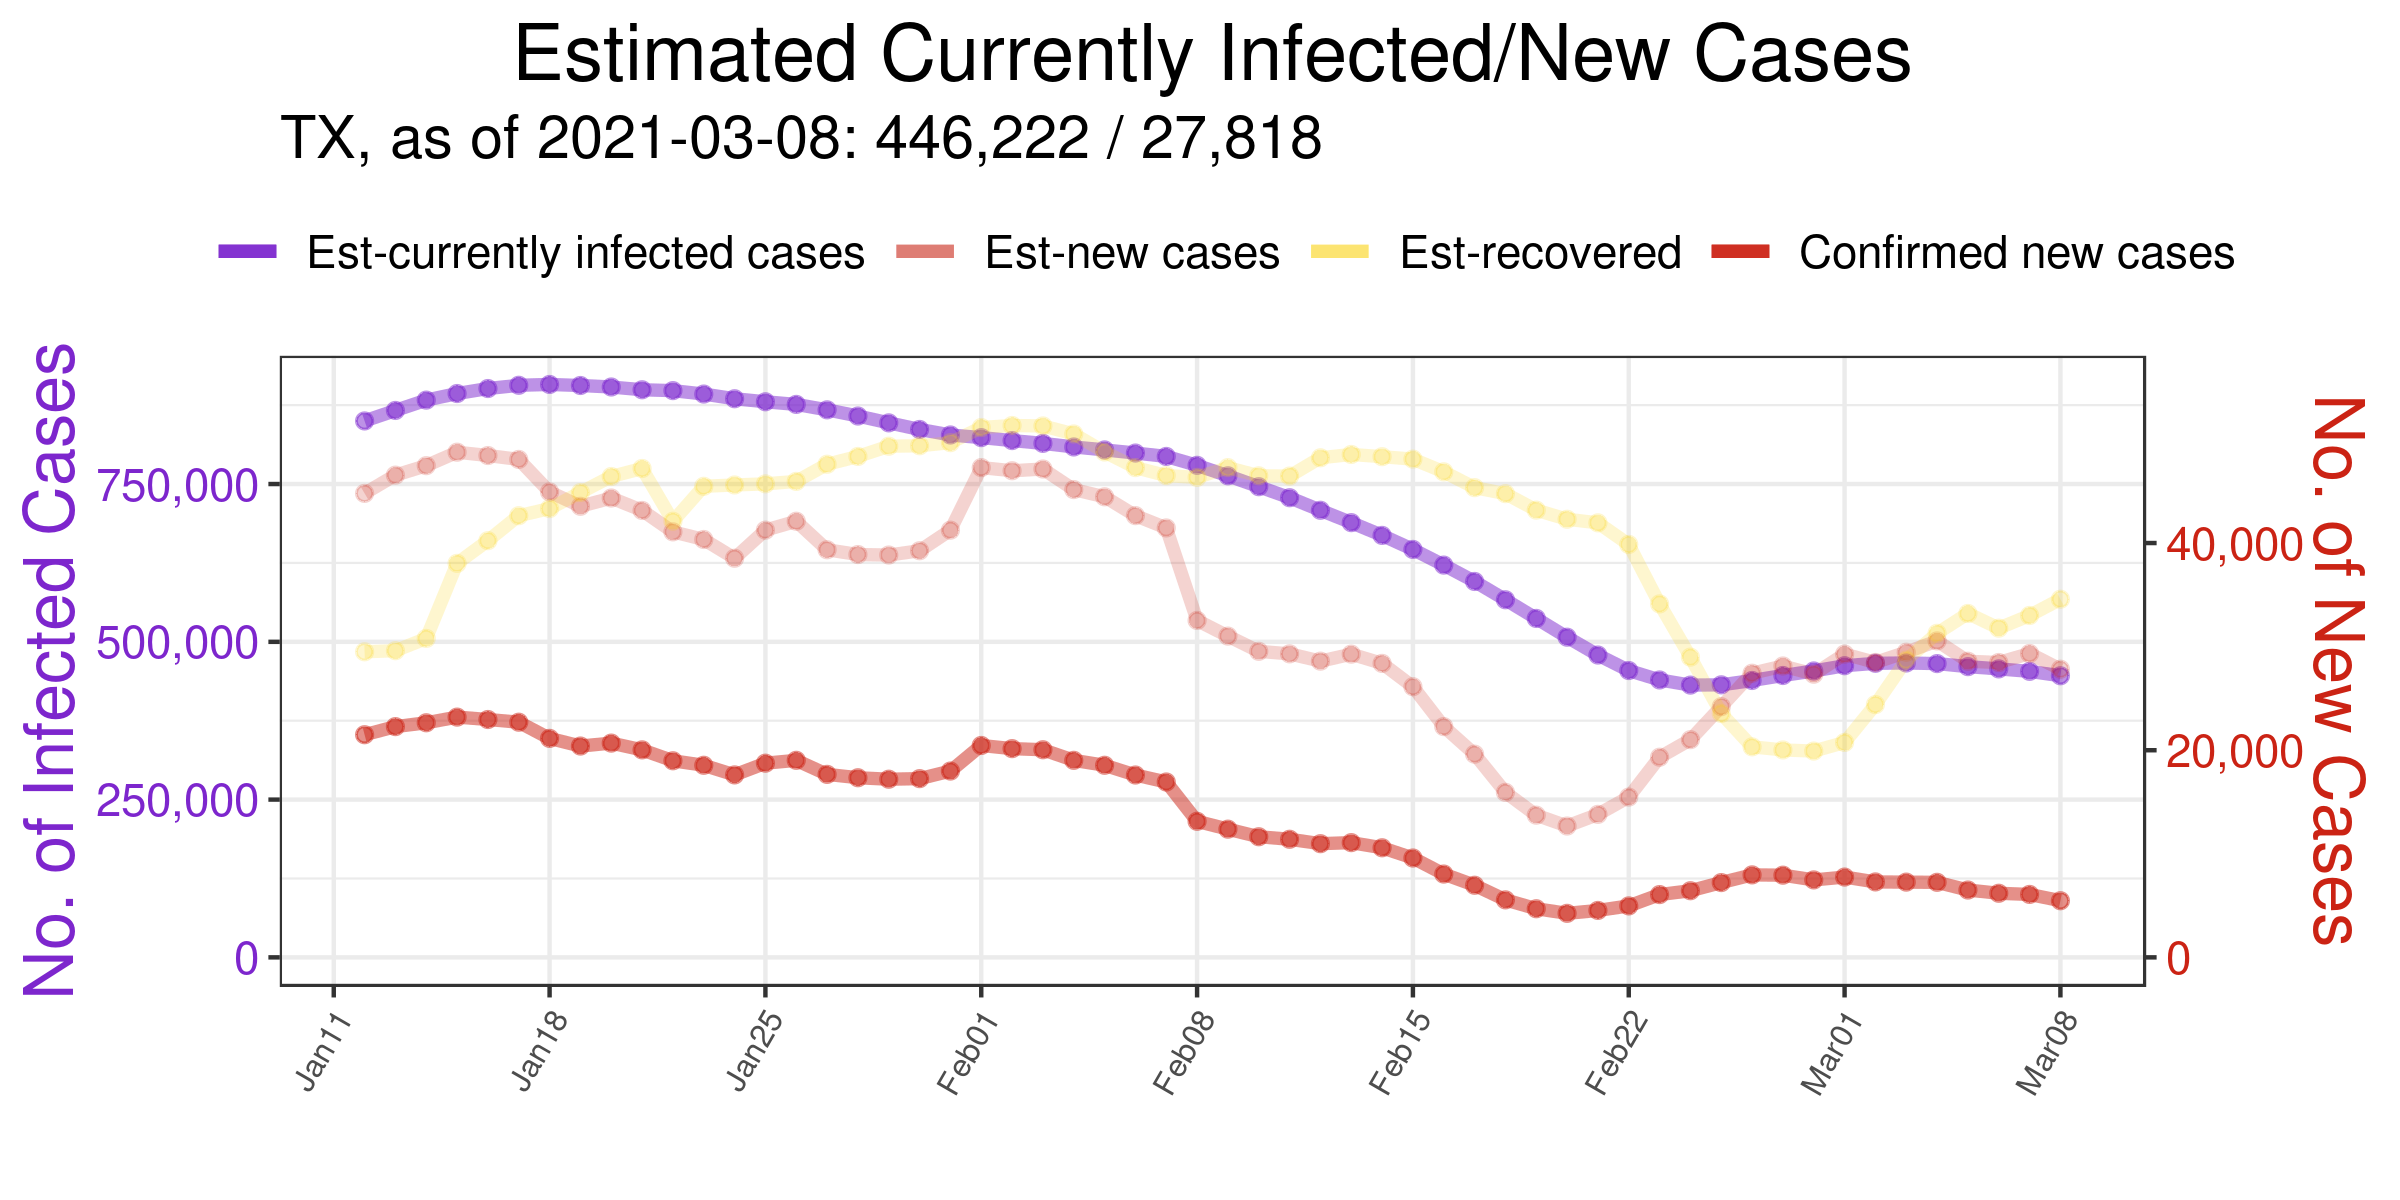 Estimated Currently Infected/New Cases
TX, as of 2021-03-08: 446,222 / 27,818
Est-currently infected cases Est-new cases Est-recovered Confirmed new cases
No. of Infected Cases
750,000
500,000
250,000
0
No. of New Cases
40,000
20,000
0
Jan11 Jan18 Jan25 Feb01 Feb08 Feb15 Feb22 Mar01 Mar08